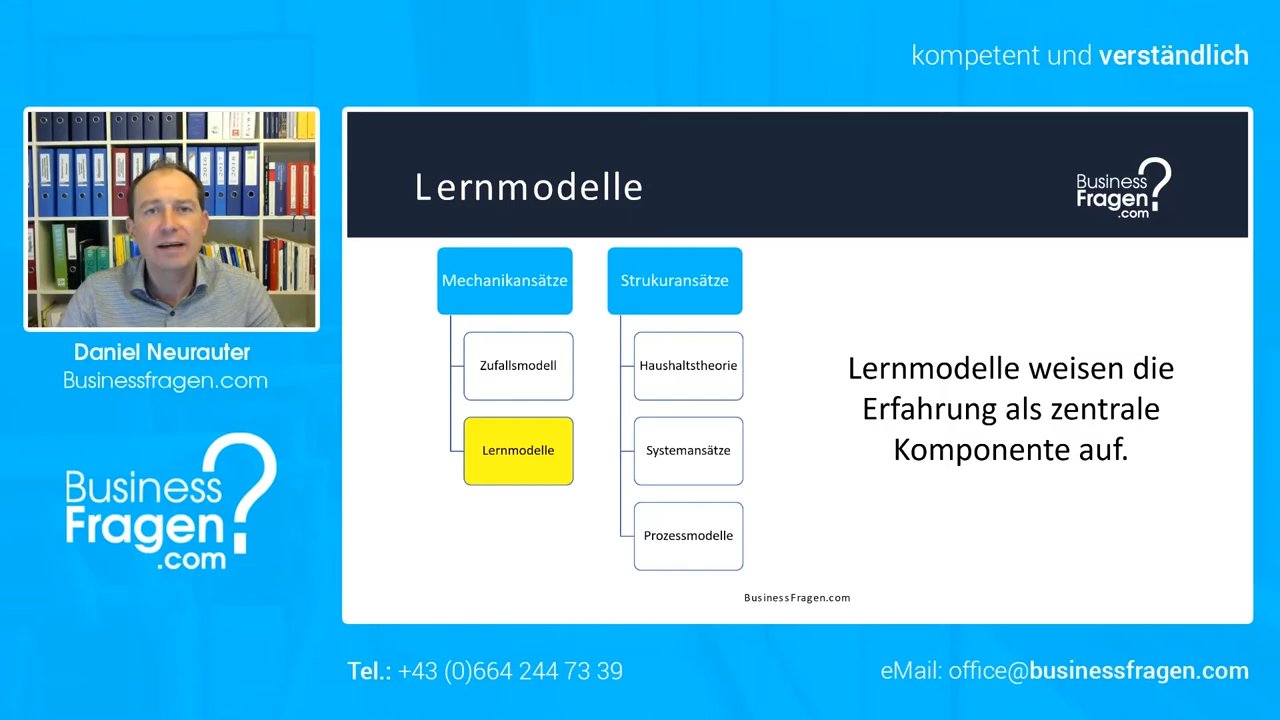 kompetent und verständlich
Lernmodelle
Business
Fragen
.com
?
Mechanikansätze
Strukuransätze
Zufallsmodell
Haushaltstheorie
Lernmodelle
Systemansätze
Prozessmodelle
Lernmodelle weisen die
Erfahrung als zentrale
Komponente auf.
BusinessFragen.com
Daniel Neurauter
Businessfragen.com
Business
Fragen
.com
?
Tel.: +43 (0)664 244 73 39
eMail: office@businessfragen.com